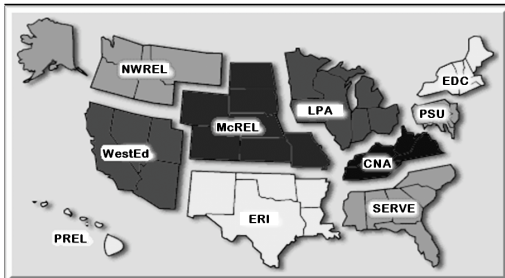 EDC
NWREL
LPA
PSU
McREL
WestEd
CNA
SERVE
ERI
PREL